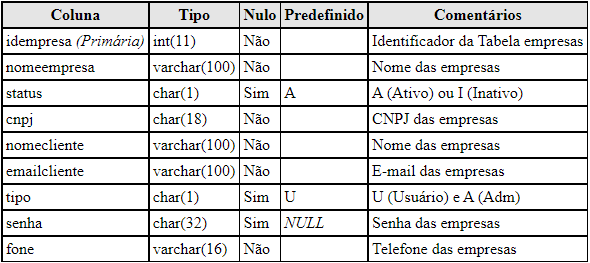 Coluna Tipo Nulo Predefinido Comentários
idempresa (Primária) int(11) Não Identificador da Tabela empresas
nomeempresa varchar(100) Não Nome das empresas
status char(1) Sim A A (Ativo) ou I (Inativo)
cnpj char(18) Não CNPJ das empresas
nomecliente varchar(100) Não Nome das empresas
emailcliente varchar(100) Não E-mail das empresas
tipo char(1) Sim U U (Usuário) e A (Adm)
senha char(32) Sim NULL Senha das empresas
fone varchar(16) Não Telefone das empresas